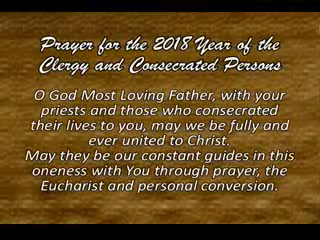 Prayer for the 2018 Year of the
Clergy and Consecrated Persons
O God Most Loving Father, with your
priests and those who consecrated
their lives to you, may we be fully and
ever united to Christ.
May they be our constant guides in this
oneness with You through prayer, the
Eucharist and personal conversion.